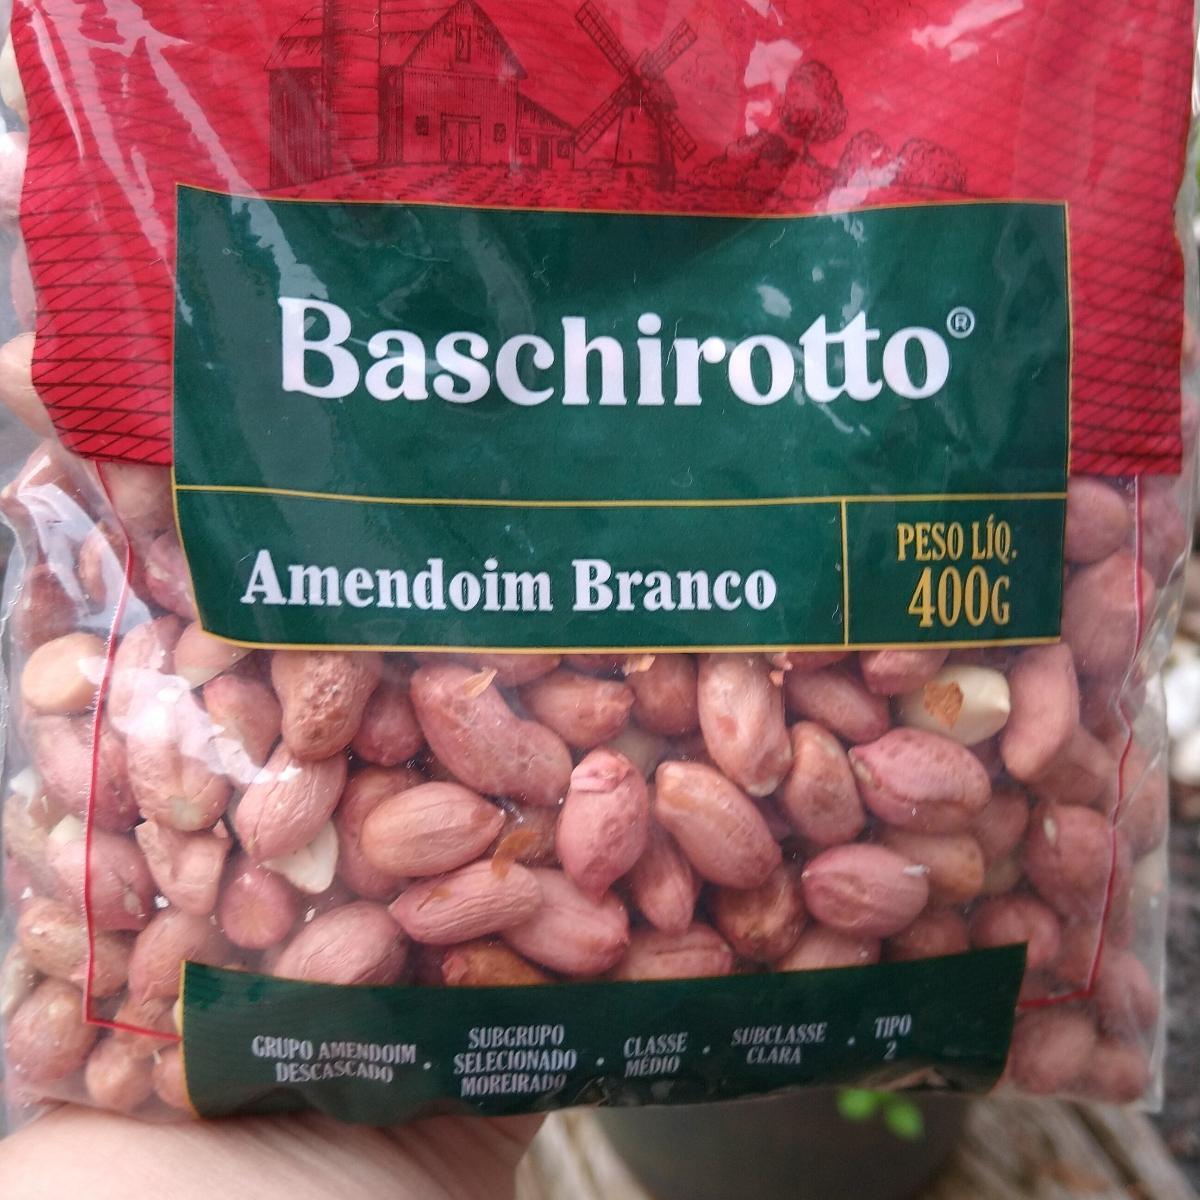 Baschirotto®
Amendoim Branco
PESO LÍQ.
400G
GRUPO AMENDOIM
DESCASCADO
•
SUBGRUPO
SELECIONADO
MOREIRADO
•
CLASSE
MÉDIO
•
SUBCLASSE
CLARA
•
TIPO
2